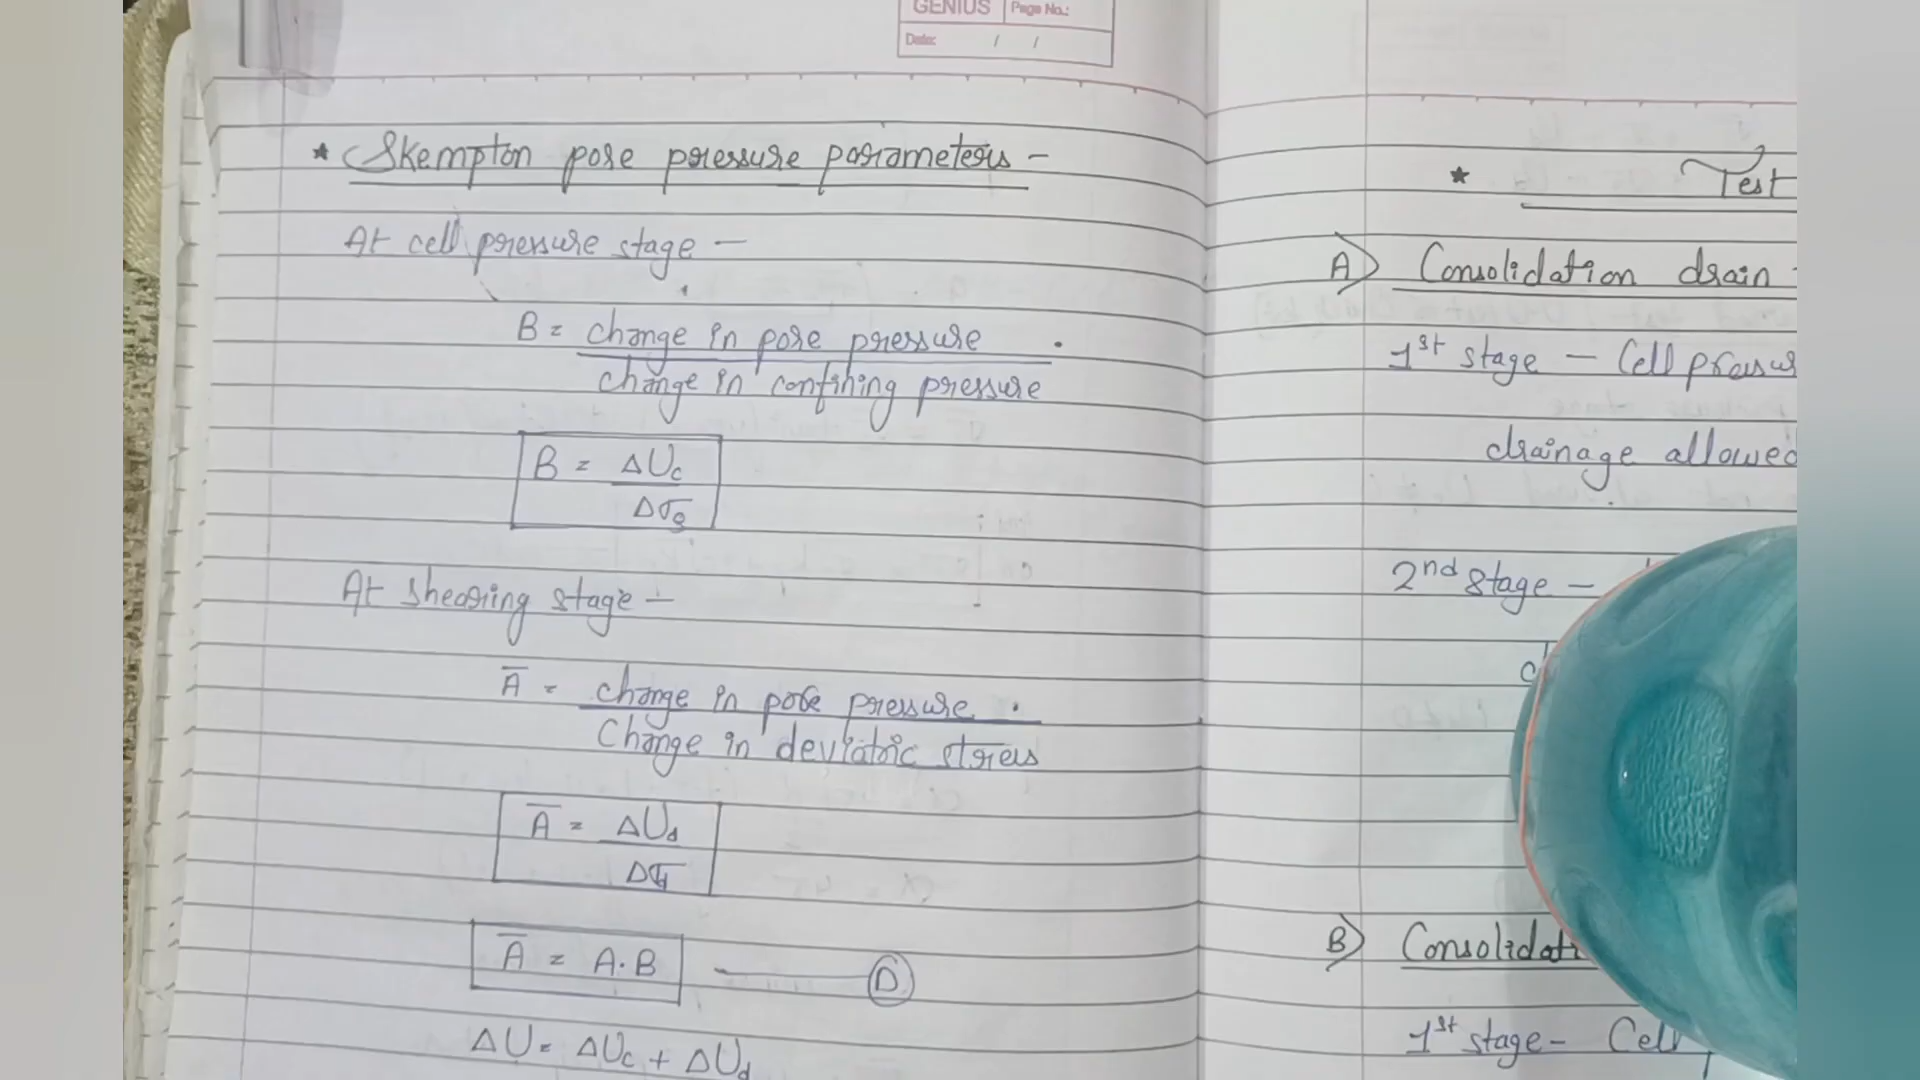 GENIUS Page No.:
Date: / /
* Skempton pore pressure parameters -
At cell pressure stage -
B = change in pore pressure
change in confining pressure
B = ΔUc
Δσ3
At shearing stage -
Ā = change in pore pressure
Change in deviatric stress
Ā = ΔUd
Δσd
Ā = A.B ——— D
ΔU = ΔUc + ΔUd
* Test
A) Consolidation drain
1st stage - Cell pressur
drainage allowed
2nd stage -
B) Consolidati
1st stage - Cell